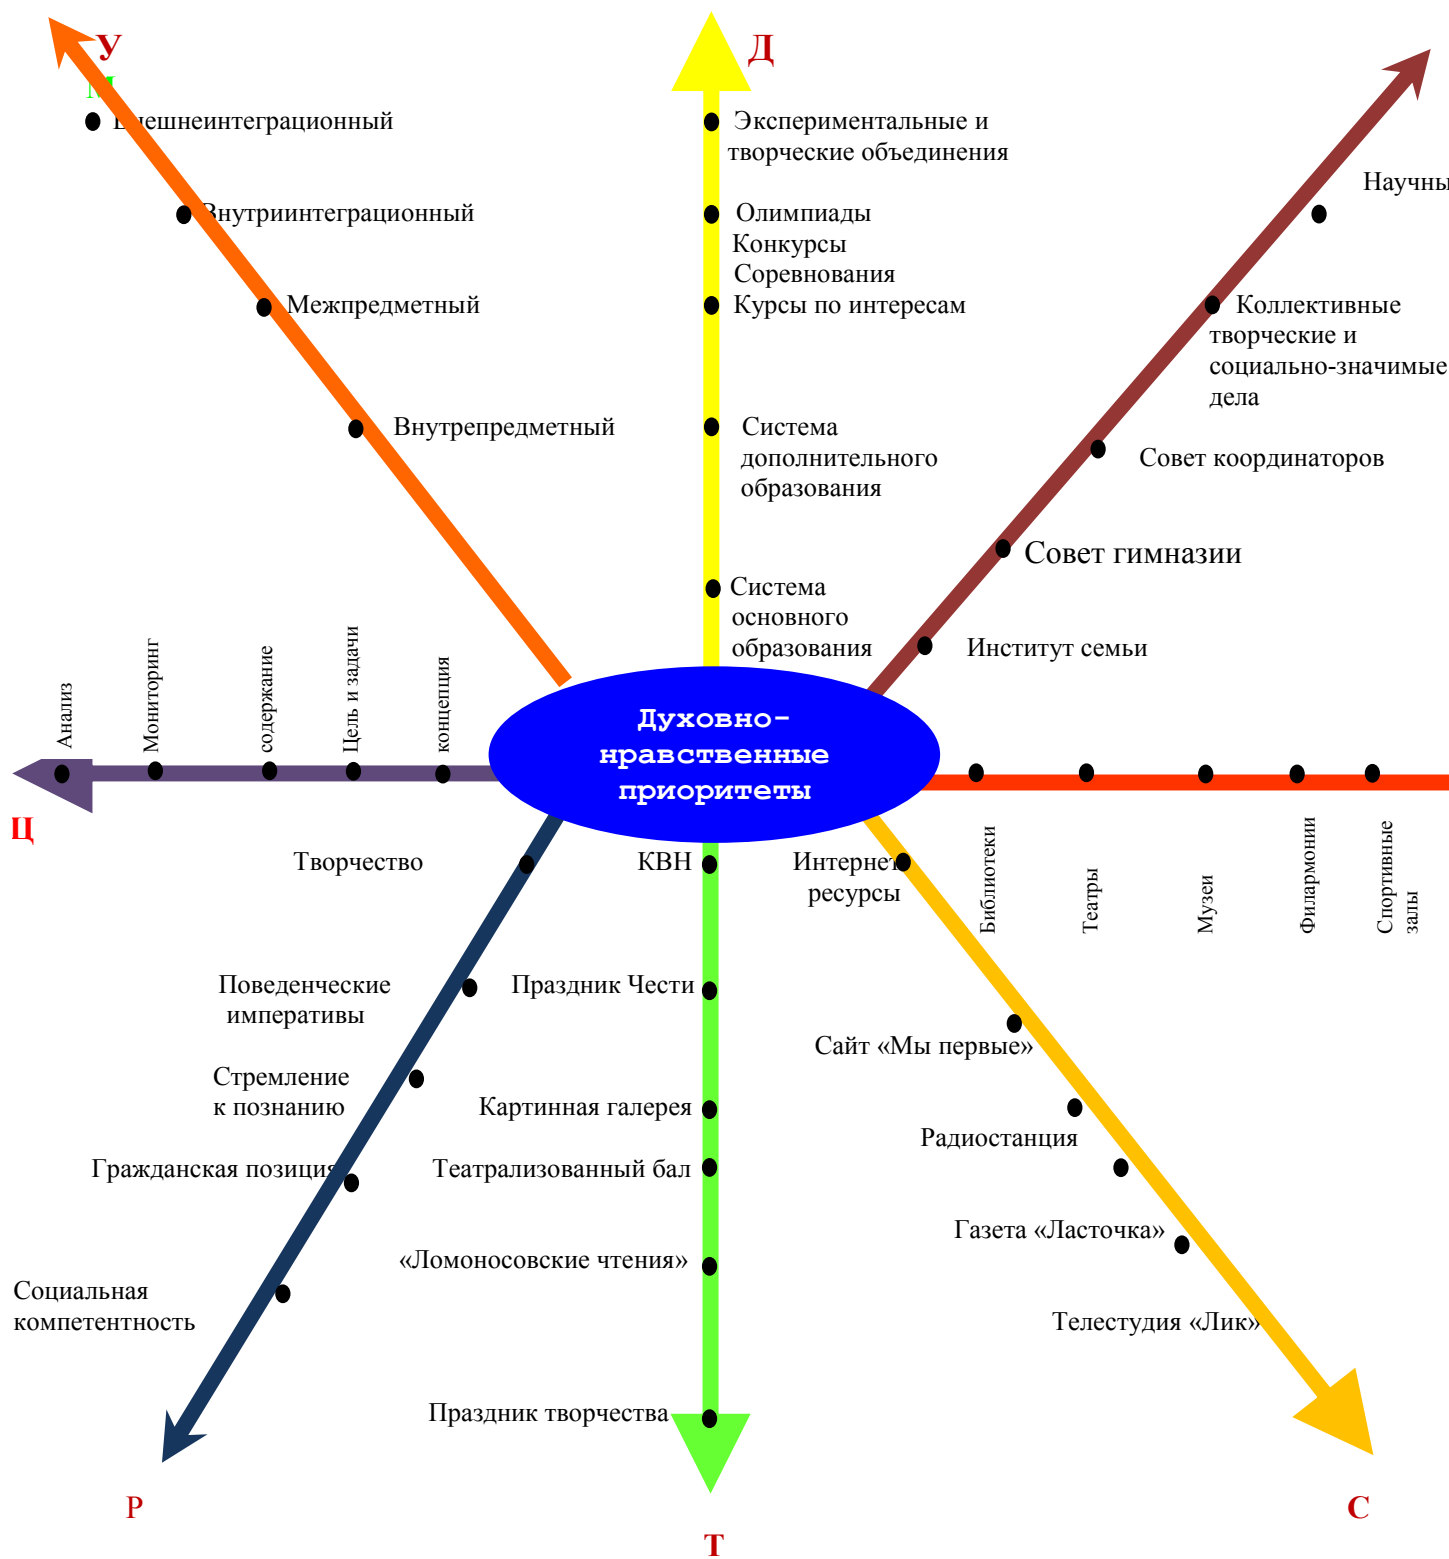 У
М
Внешнеинтеграционный
Внутриинтеграционный
Межпредметный
Внутрепредметный
Д
Экспериментальные и
творческие объединения
Олимпиады
Конкурсы
Соревнования
Курсы по интересам
Система
дополнительного
образования
Система
основного
образования
Научны
Коллективные
творческие и
социально-значимые
дела
Совет координаторов
Совет гимназии
Институт семьи
Анализ
Мониторинг
содержание
Цель и задачи
концепция
Ц
Духовно-
нравственные
приоритеты
Библиотеки
Театры
Музеи
Филармонии
Спортивные
залы
Творчество
Поведенческие
императивы
Стремление
к познанию
Гражданская позиция
Социальная
компетентность
Р
КВН
Праздник Чести
Картинная галерея
Театрализованный бал
«Ломоносовские чтения»
Праздник творчества
Т
Интернет
ресурсы
Сайт «Мы первые»
Радиостанция
Газета «Ласточка»
Телестудия «Лик»
С